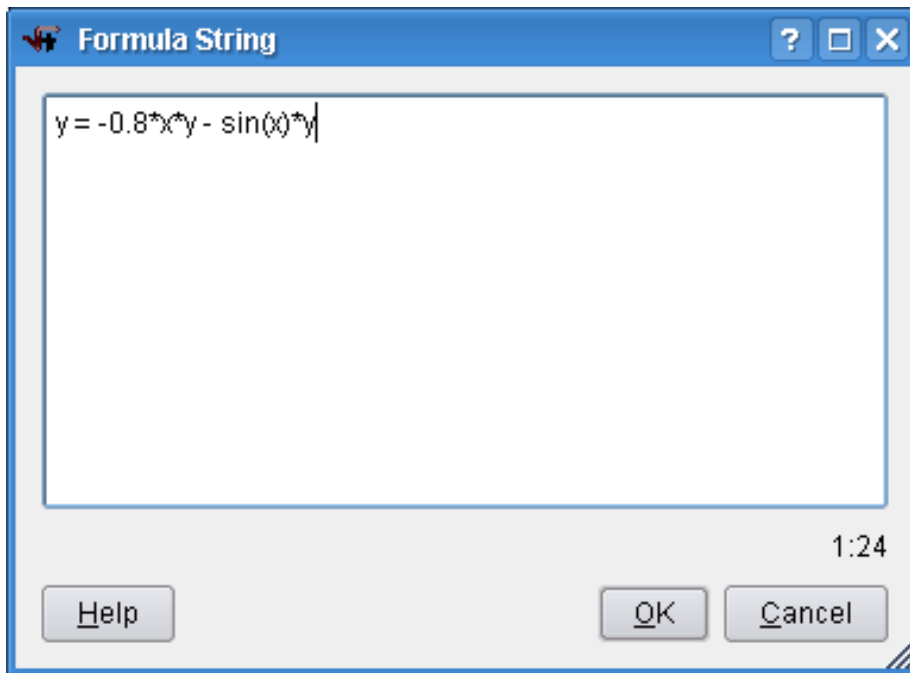 Formula String
y = -0.8*x*y - sin(x)*y
1:24
Help OK Cancel